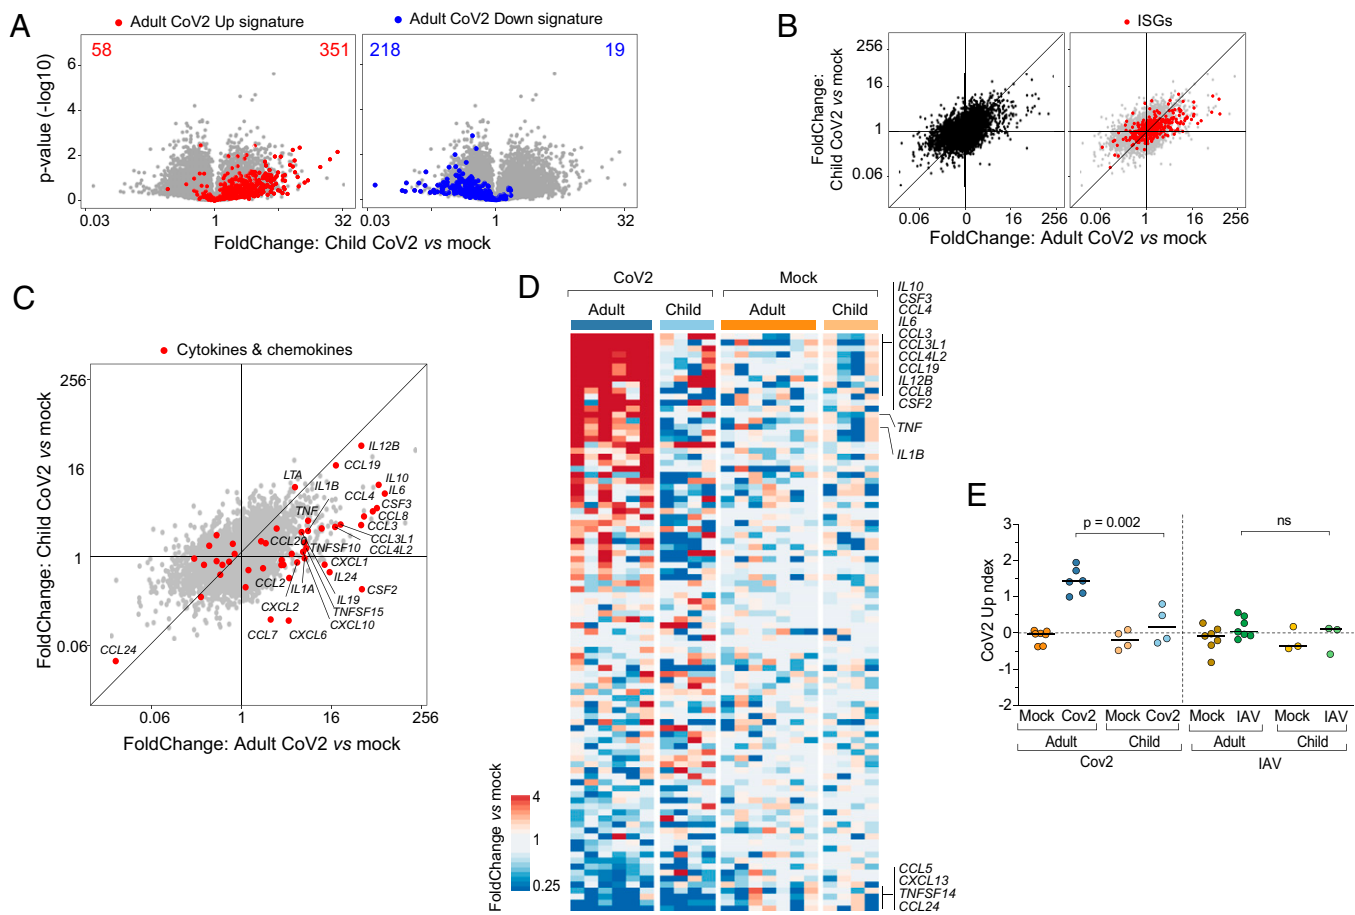 A
Adult CoV2 Up signature
Adult CoV2 Down signature
58
351
218
19
p-value (-log10)
6
4
2
0
0.03
1
32
0.03
1
32
FoldChange: Child CoV2 vs mock
B
ISGs
FoldChange:
Child CoV2 vs mock
256
16
1
0.06
0.06
0
16
256
0.06
1
16
256
FoldChange: Adult CoV2 vs mock
C
Cytokines & chemokines
FoldChange: Child CoV2 vs mock
256
16
1
0.06
IL12B
CCL19
LTA
IL10
IL1B
IL6
CCL4
CSF3
TNF
CCL8
CCL3
CCL3L1
CCL20
TNFSF10
CCL4L2
CXCL1
CCL2
IL24
IL1A
CSF2
IL19
CXCL2
TNFSF15
CXCL10
CCL7
CXCL6
CCL24
0.06
1
16
256
FoldChange: Adult CoV2 vs mock
D
CoV2
Mock
Adult
Child
Adult
Child
IL10
CSF3
CCL4
IL6
CCL3
CCL3L1
CCL4L2
CCL19
IL12B
CCL8
CSF2
TNF
IL1B
CCL5
CXCL13
TNFSF14
CCL24
FoldChange vs mock
4
1
0.25
E
CoV2 Up index
3
2
1
0
-1
-2
p = 0.002
ns
Mock
Cov2
Mock
Cov2
Mock
IAV
Mock
IAV
Adult
Child
Adult
Child
Cov2
IAV